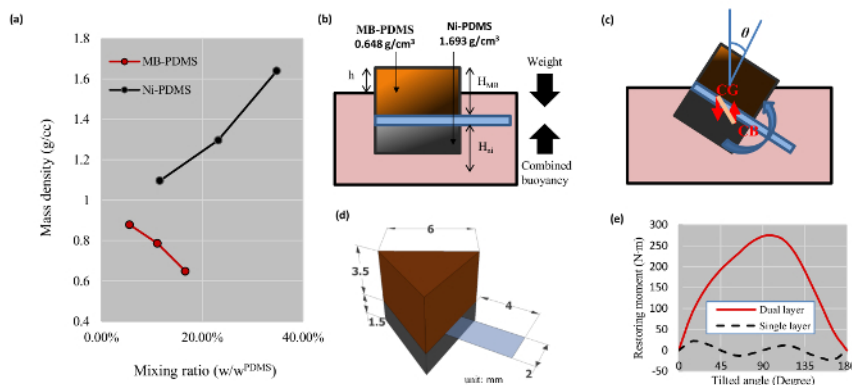 (a)
MB-PDMS
Ni-PDMS
Mass density (g/cc)
1.8
1.6
1.4
1.2
1
0.8
0.6
0.4
0.00%
20.00%
40.00%
Mixing ratio (w/w^PDMS)
(b)
MB-PDMS
0.648 g/cm³
Ni-PDMS
1.693 g/cm³
h
H_MB
H_ni
Weight
Combined
buoyancy
(c)
θ
CG
CB
(d)
6
3.5
1.5
4
2
unit: mm
(e)
Restoring moment (N·m)
300
250
200
150
100
50
0
-50
Dual layer
Single layer
0
45
90
135
180
Tilted angle (Degree)